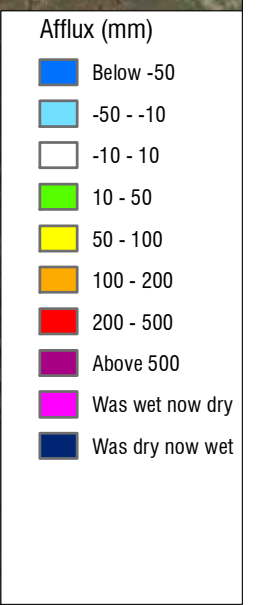 Afflux (mm)
Below -50
-50 - -10
-10 - 10
10 - 50
50 - 100
100 - 200
200 - 500
Above 500
Was wet now dry
Was dry now wet